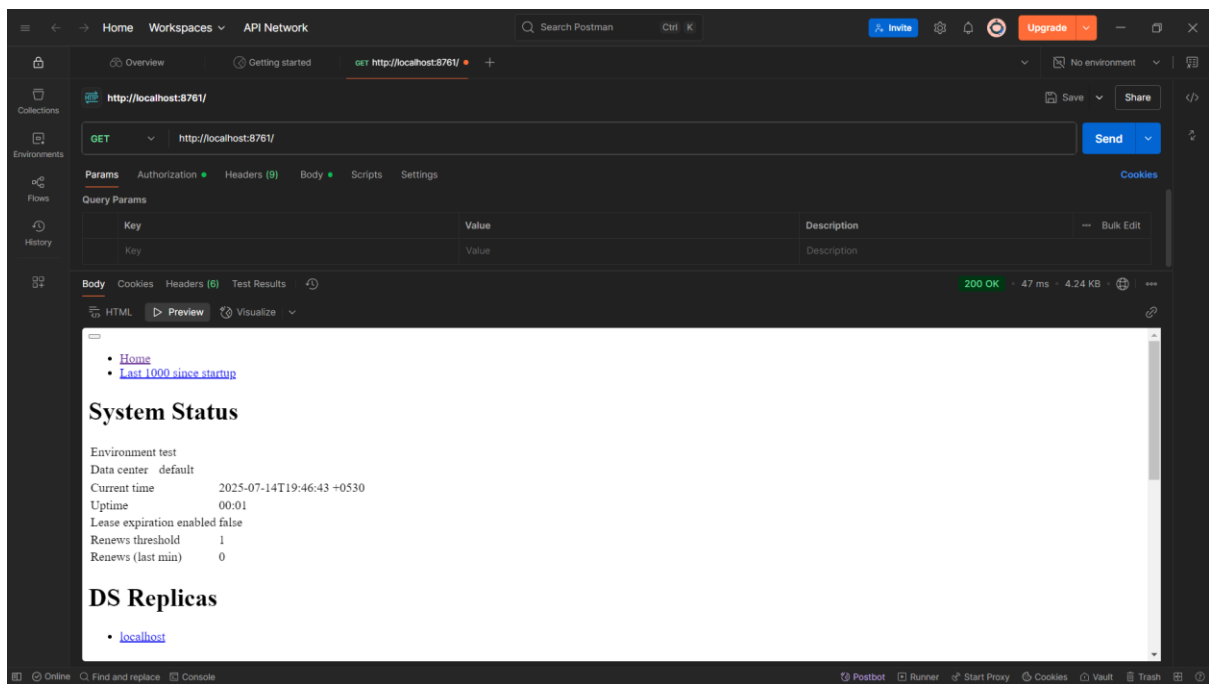 Home Workspaces API Network Search Postman Ctrl K Invite Upgrade
Overview Getting started GET http://localhost:8761/ No environment
Collections
Environments
Flows
History
HTTP http://localhost:8761/ Save Share
GET http://localhost:8761/ Send
Params Authorization Headers (9) Body Scripts Settings Cookies
Query Params
Key Value Description Bulk Edit
Key Value Description
Body Cookies Headers (6) Test Results 200 OK 47 ms 4.24 KB
HTML Preview Visualize
Home
Last 1000 since startup
System Status
Environment test
Data center default
Current time 2025-07-14T19:46:43 +0530
Uptime 00:01
Lease expiration enabled false
Renews threshold 1
Renews (last min) 0
DS Replicas
localhost
Online Find and replace Console Postbot Runner Start Proxy Cookies Vault Trash